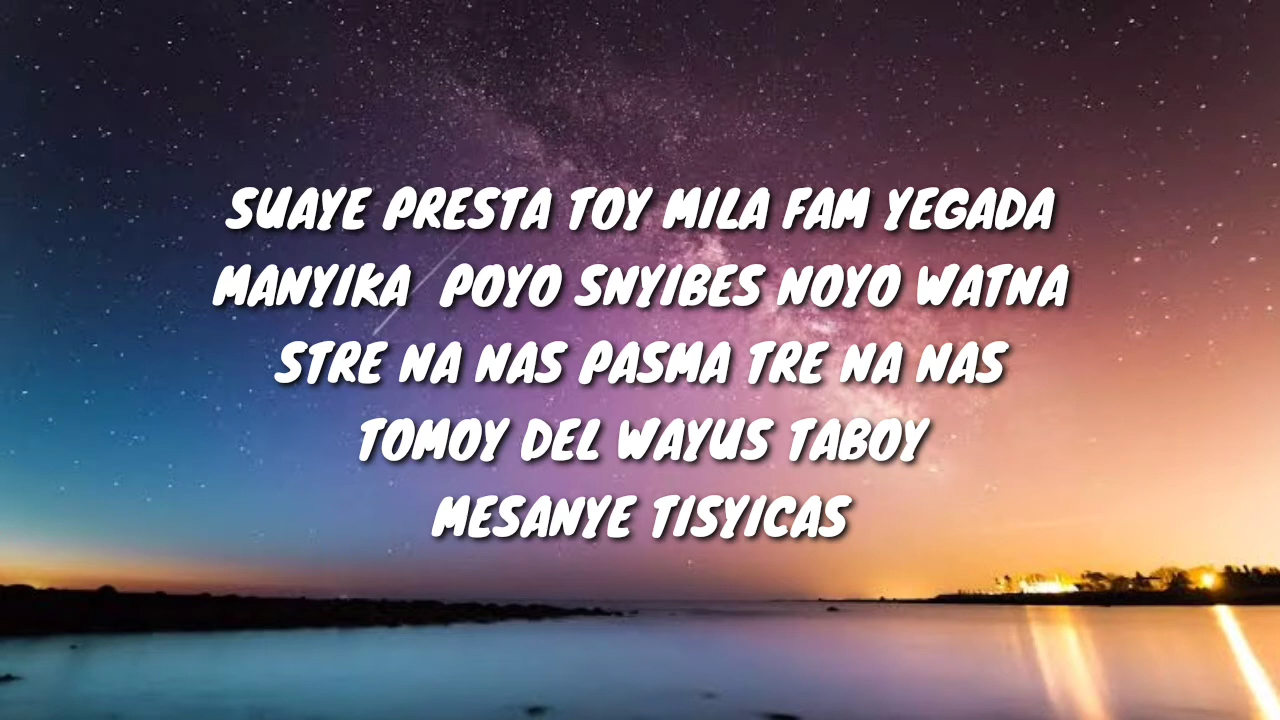 SUAYE PRESTA TOY MILA FAM YEGADA
MANYIKA POYO SNYIBES NOYO WATNA
STRE NA NAS PASMA TRE NA NAS
TOMOY DEL WAYUS TABOY
MESANYE TISYICAS